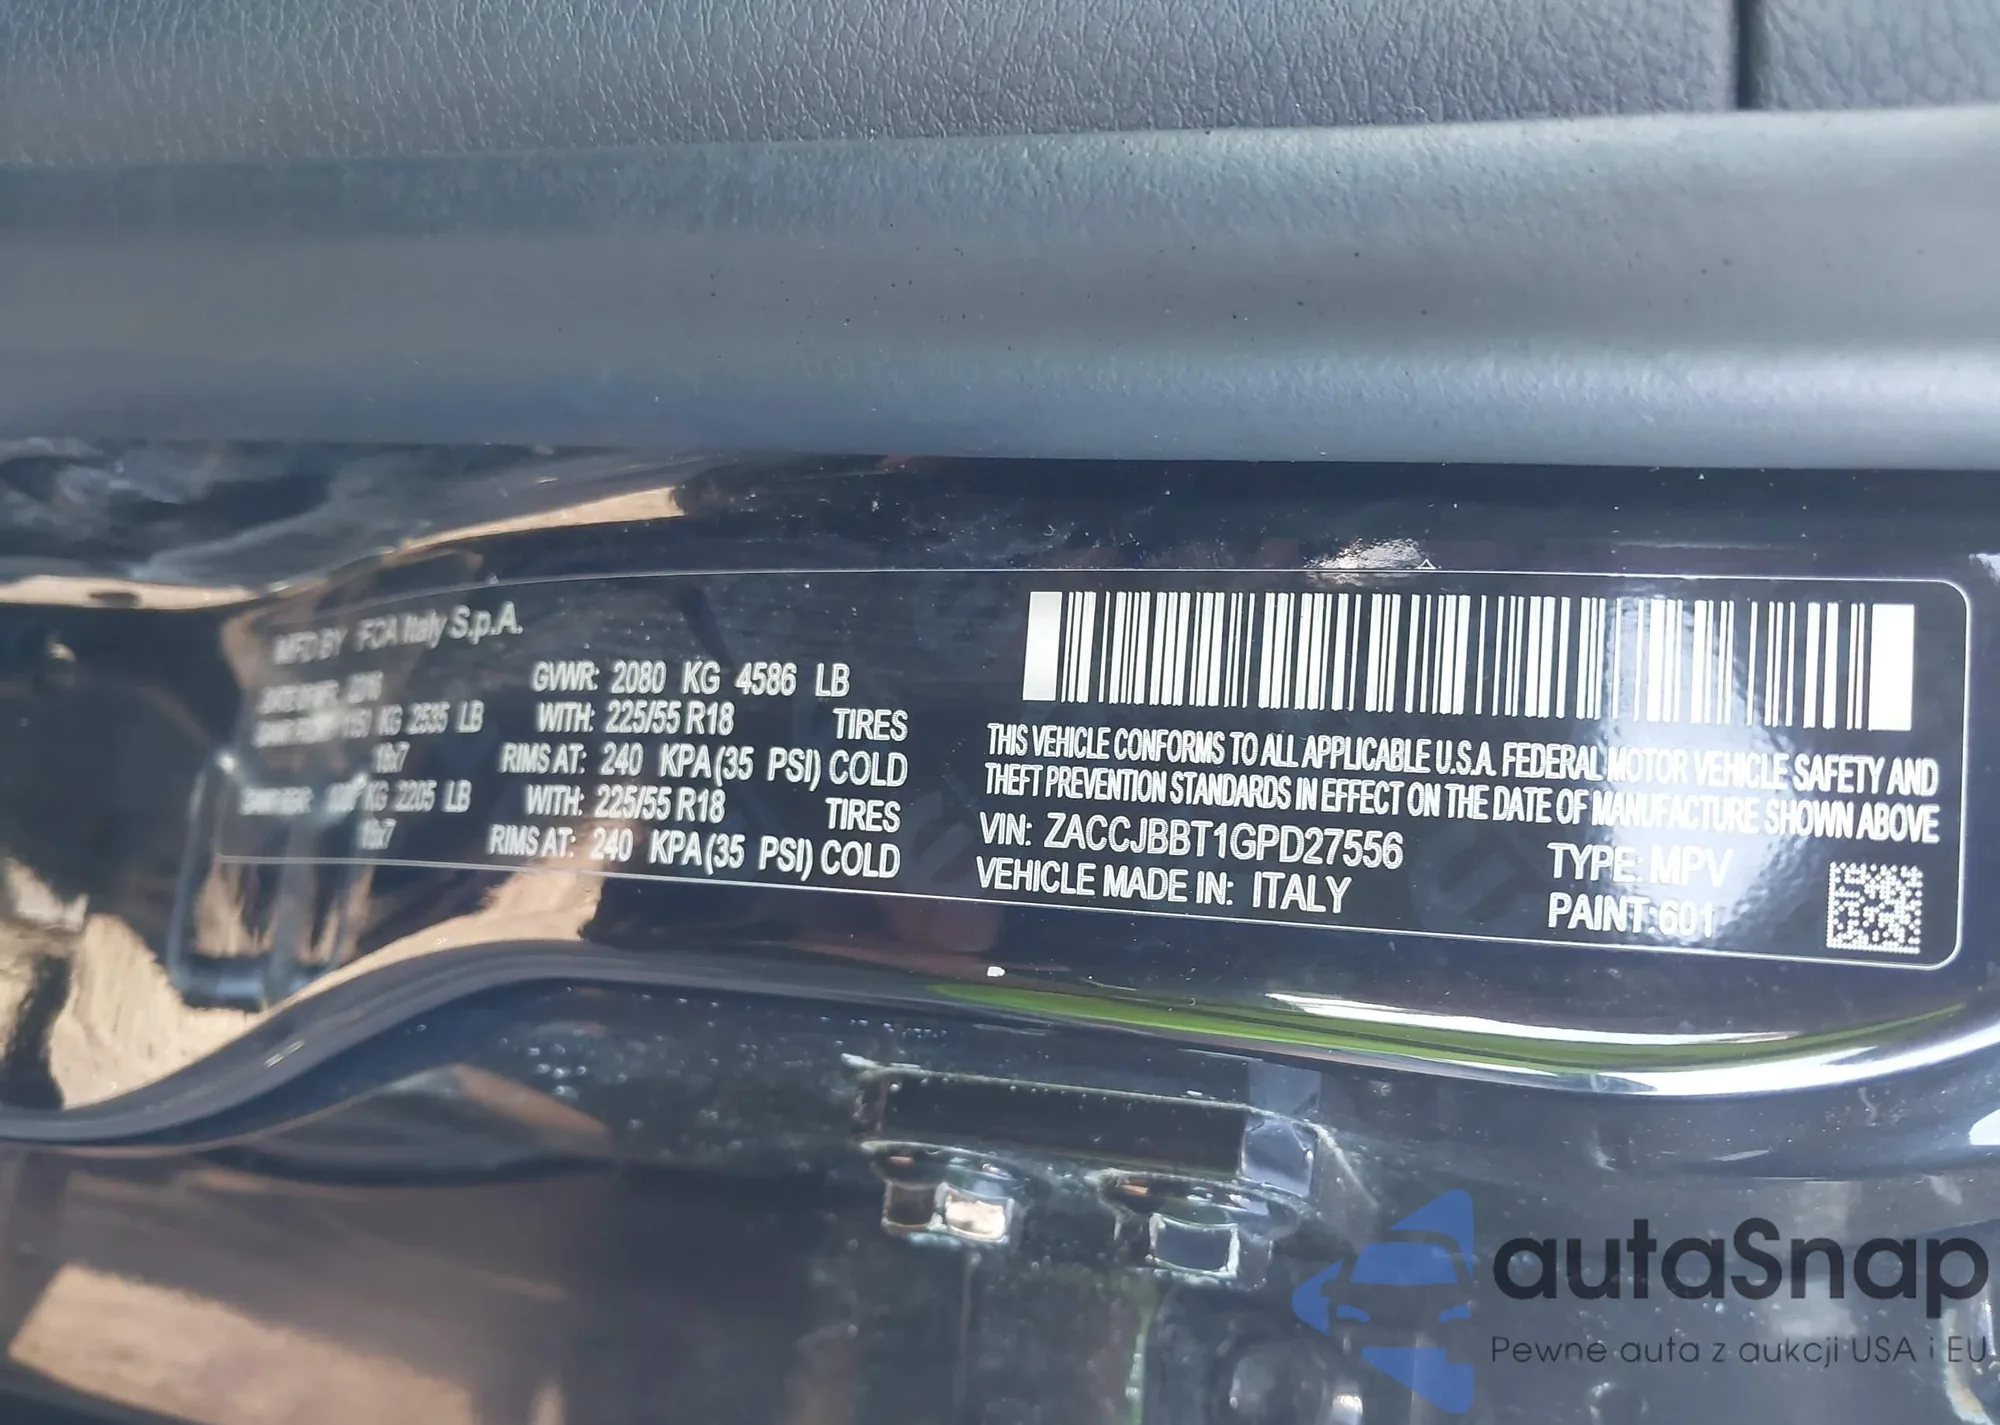 MFD BY FCA Italy S.p.A.
GVWR: 2080 KG 4586 LB
KG 2535 LB WITH: 225/55 R18 TIRES
18x7 RIMS AT: 240 KPA(35 PSI) COLD
KG 2205 LB WITH: 225/55 R18 TIRES
18x7 RIMS AT: 240 KPA(35 PSI) COLD
THIS VEHICLE CONFORMS TO ALL APPLICABLE U.S.A. FEDERAL MOTOR VEHICLE SAFETY AND
THEFT PREVENTION STANDARDS IN EFFECT ON THE DATE OF MANUFACTURE SHOWN ABOVE
VIN: ZACCJBBT1GPD27556 TYPE: MPV
VEHICLE MADE IN: ITALY PAINT: 601
autaSnap
Pewne auta z aukcji USA i EU